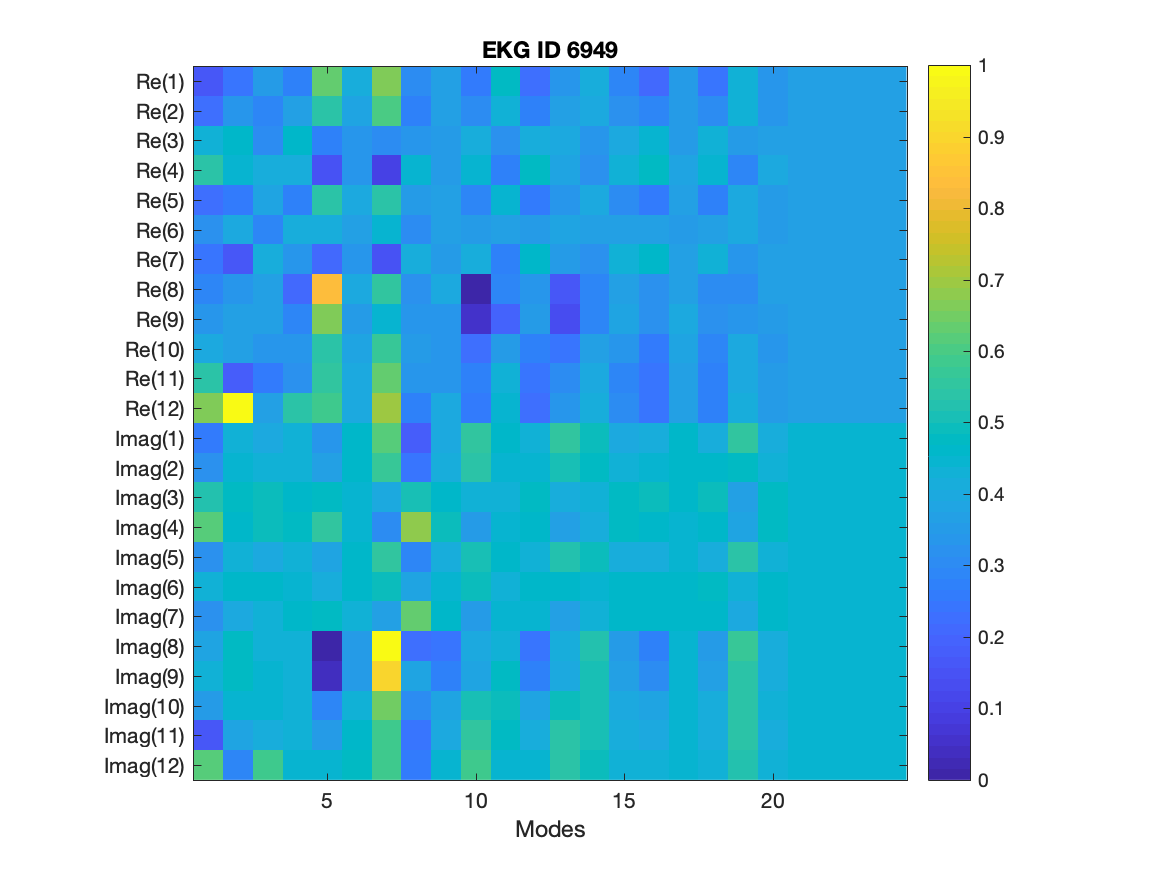 EKG ID 6949
Re(1)
Re(2)
Re(3)
Re(4)
Re(5)
Re(6)
Re(7)
Re(8)
Re(9)
Re(10)
Re(11)
Re(12)
Imag(1)
Imag(2)
Imag(3)
Imag(4)
Imag(5)
Imag(6)
Imag(7)
Imag(8)
Imag(9)
Imag(10)
Imag(11)
Imag(12)
5 10 15 20
Modes
1
0.9
0.8
0.7
0.6
0.5
0.4
0.3
0.2
0.1
0